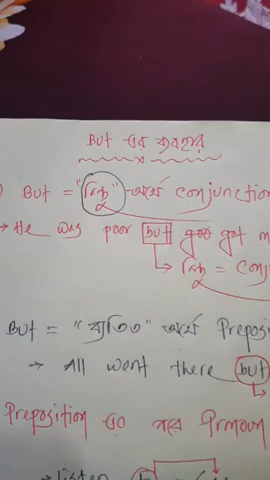 But এর ব্যবহার
) But = "কিন্তু" অর্থে Conjunction
→ He was poor but got m
↳ কিন্তু = Conj
But = "ব্যতিত" অর্থে Preposi
→ All went there but
Preposition এর পরে Pronoun